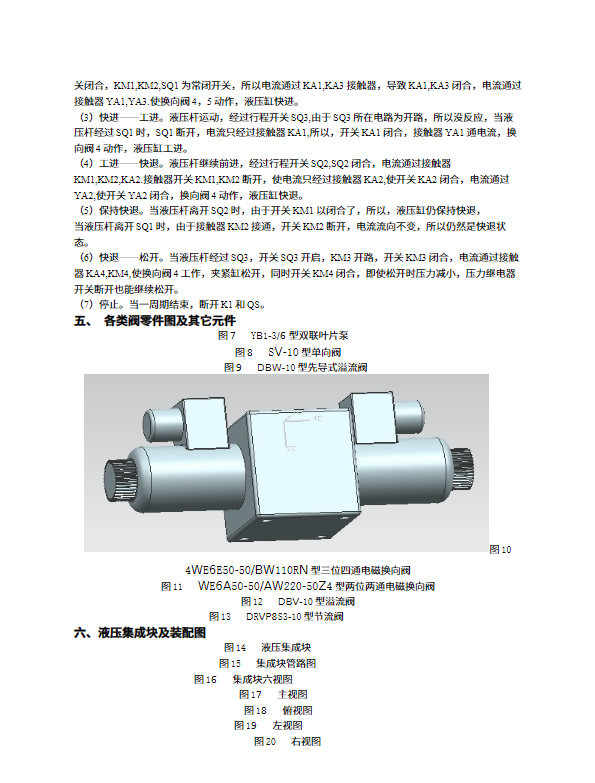 关闭合，KM1,KM2,SQ1 为常闭开关，所以电流通过 KA1,KA3 接触器，导致 KA1,KA3 闭合，电流通过
接触器 YA1,YA3.使换向阀 4，5 动作，液压缸快进。
（3）快进——工进。液压杆运动，经过行程开关 SQ3,由于 SQ3 所在电路为开路，所以没反应，当液
压杆经过 SQ1 时，SQ1 断开，电流只经过接触器 KA1,所以，开关 KA1 闭合，接触器 YA1 通电流，换
向阀 4 动作，液压缸工进。
（4）工进——快退。液压杆继续前进，经过行程开关 SQ2,SQ2 闭合，电流通过接触器
KM1,KM2,KA2.接触器开关 KM1,KM2 断开，使电流只经过接触器 KA2,使开关 KA2 闭合，电流通过
YA2,使开关 YA2 闭合，换向阀 4 动作，液压缸快退。
（5）保持快退。当液压杆离开 SQ2 时，由于开关 KM1 以闭合了，所以，液压缸仍保持快退，
当液压杆离开 SQ1 时，由于接触器 KM2 接通，开关 KM2 断开，电流流向不变，所以仍然是快退状
态。
（6）快退——松开。当液压杆经过 SQ3，开关 SQ3 开启，KM3 开路，开关 KM3 闭合，电流通过接触
器 KA4,KM4,使换向阀 4 工作，夹紧缸松开，同时开关 KM4 闭合，即使松开时压力减小，压力继电器
开关断开也能继续松开。
（7）停止。当一周期结束，断开 K1 和 QS。
五、 各类阀零件图及其它元件
图 7 YB1-3/6 型双联叶片泵
图 8 SV-10 型单向阀
图 9 DBW-10 型先导式溢流阀
YC
ZC
图 10
4WE6E50-50/BW110RN 型三位四通电磁换向阀
图 11 WE6A50-50/AW220-50Z4 型两位两通电磁换向阀
图 12 DBV-10 型溢流阀
图 13 DRVP8S3-10 型节流阀
六、液压集成块及装配图
图 14 液压集成块
图 15 集成块管路图
图 16 集成块六视图
图 17 主视图
图 18 俯视图
图 19 左视图
图 20 右视图